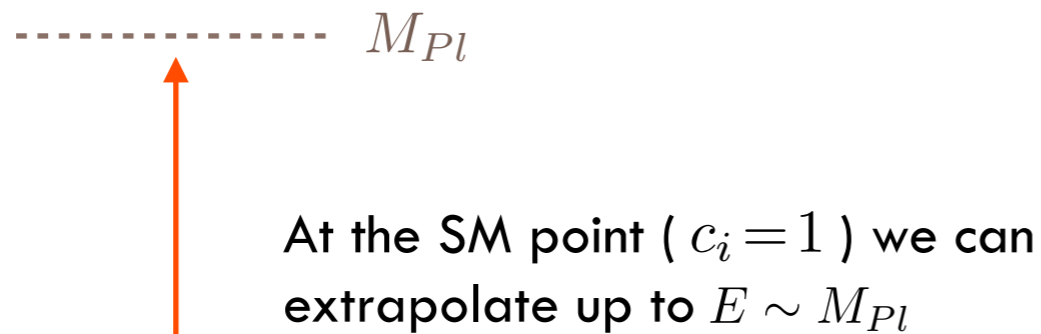 M_{Pl}
At the SM point ( c_i = 1 ) we can
extrapolate up to E ∼ M_{Pl}